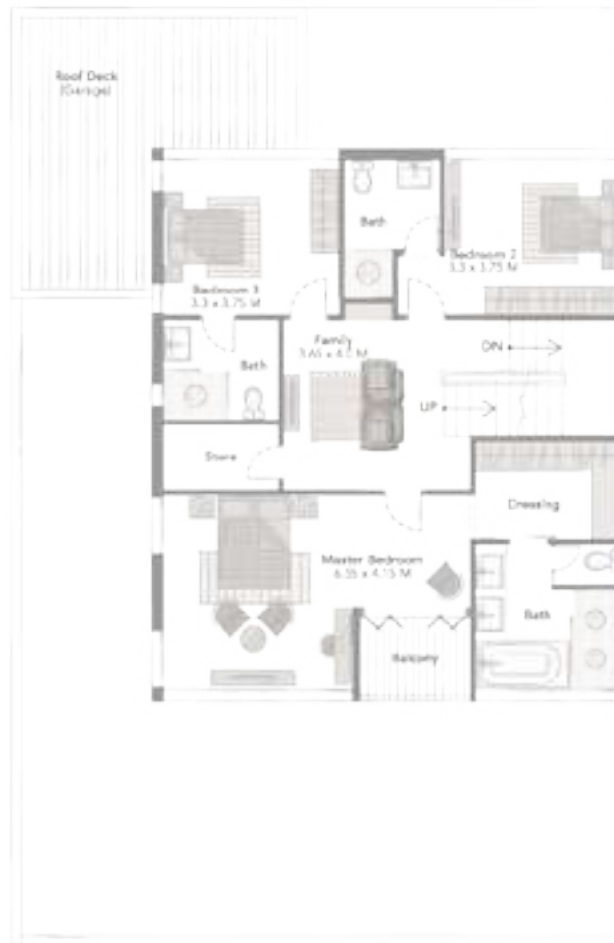 Roof Deck
(Garage)
Bath
Bedroom 2
3.3 x 3.75 M
Bedroom 3
3.3 x 3.75 M
Family
DN
Bath
UP
Store
Dressing
Master Bedroom
6.55 x 4.15 M
Bath
Balcony